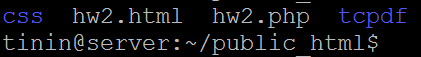 css  hw2.html  hw2.php  tcpdf
tinin@server:~/public_html$